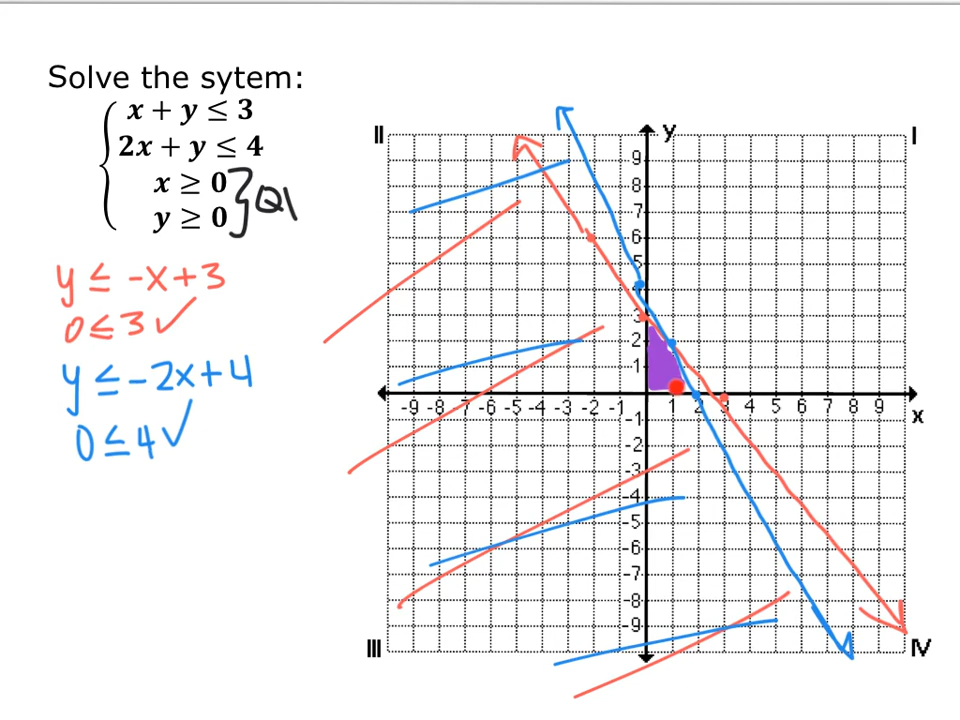 Solve the sytem:
x + y ≤ 3
2x + y ≤ 4
x ≥ 0
y ≥ 0
Q1
y ≤ -x+3
0 ≤ 3 ✓
y ≤ -2x+4
0 ≤ 4 ✓
II
y
I
9
8
7
6
5
4
3
2
1
-9 -8 -7 -6 -5 -4 -3 -2 -1 1 2 3 4 5 6 7 8 9
x
-1
-2
-3
-4
-5
-6
-7
-8
-9
III
IV